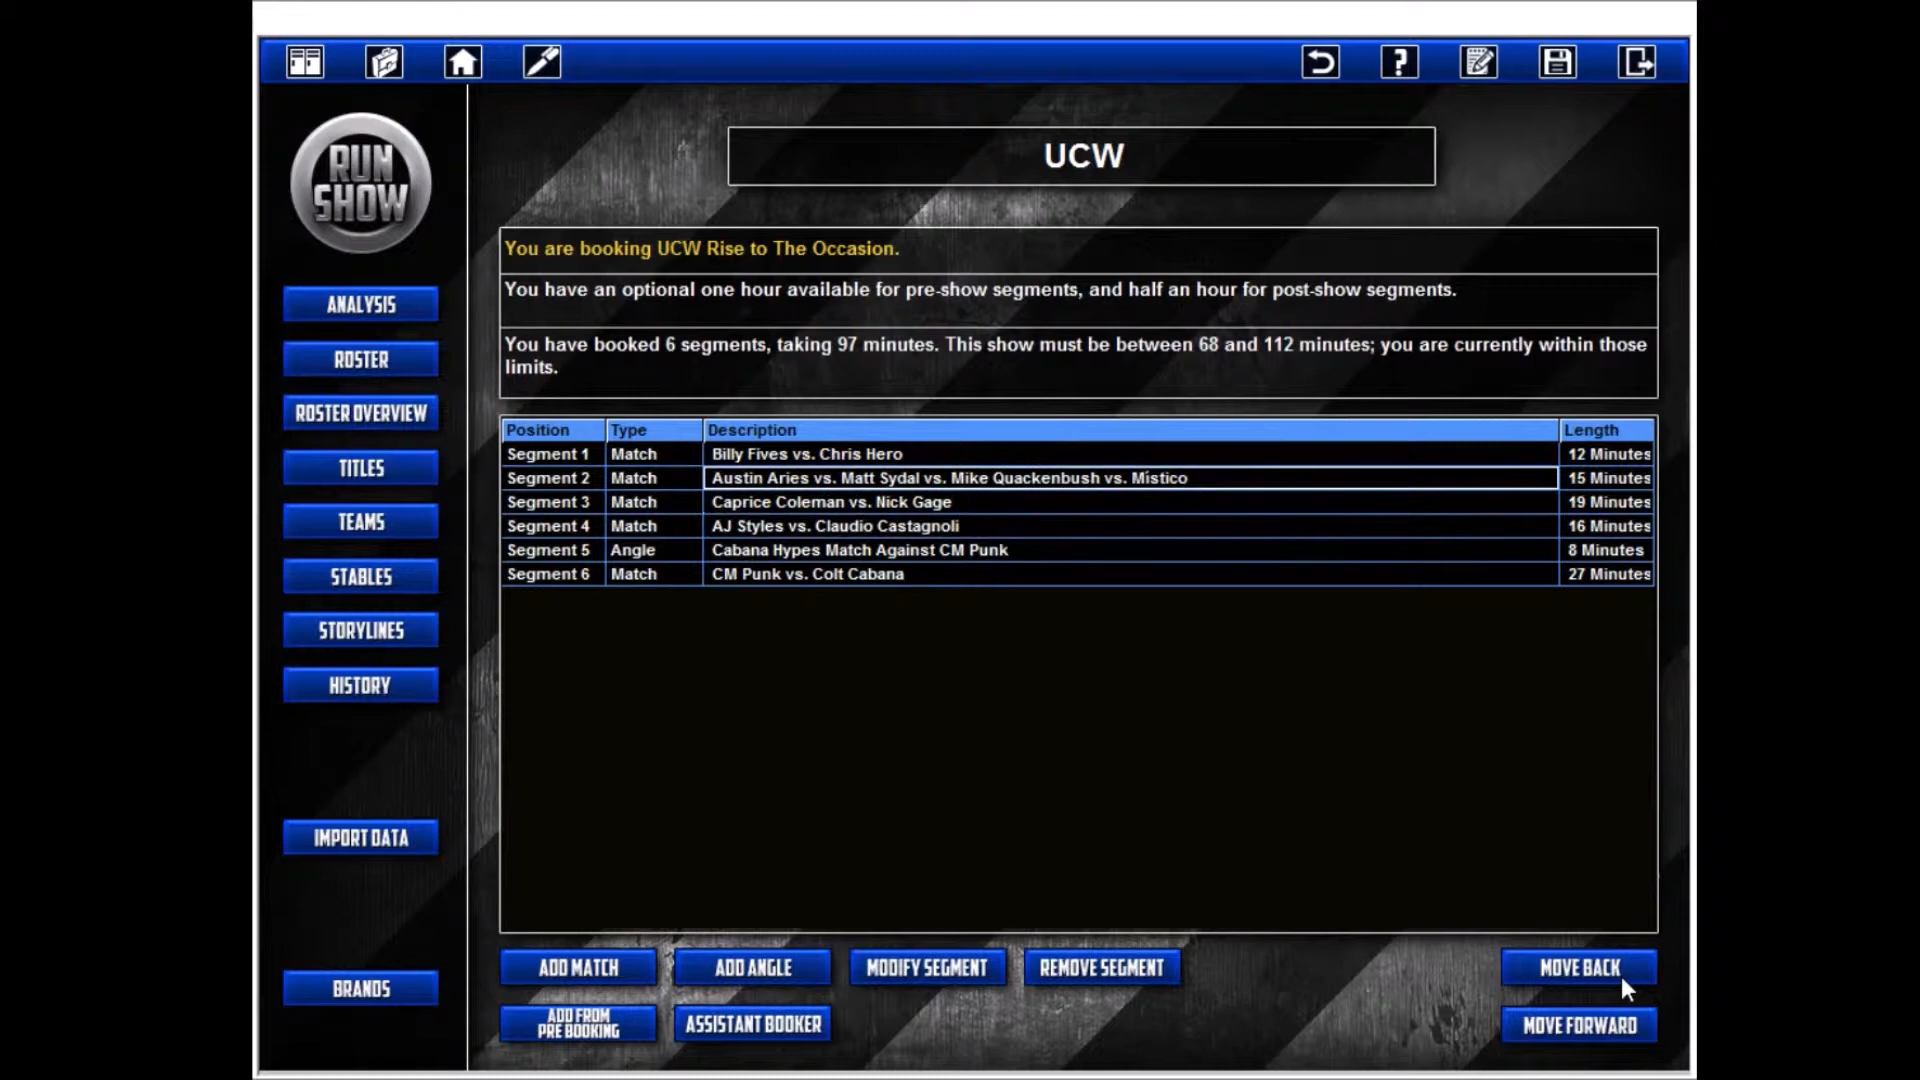 RUN
SHOW
UCW
You are booking UCW Rise to The Occasion.
You have an optional one hour available for pre-show segments, and half an hour for post-show segments.
You have booked 6 segments, taking 97 minutes. This show must be between 68 and 112 minutes; you are currently within those
limits.
ANALYSIS
ROSTER
ROSTER OVERVIEW
TITLES
TEAMS
STABLES
STORYLINES
HISTORY
IMPORT DATA
BRANDS
Position Type Description Length
Segment 1 Match Billy Fives vs. Chris Hero 12 Minutes
Segment 2 Match Austin Aries vs. Matt Sydal vs. Mike Quackenbush vs. Místico 15 Minutes
Segment 3 Match Caprice Coleman vs. Nick Gage 19 Minutes
Segment 4 Match AJ Styles vs. Claudio Castagnoli 16 Minutes
Segment 5 Angle Cabana Hypes Match Against CM Punk 8 Minutes
Segment 6 Match CM Punk vs. Colt Cabana 27 Minutes
ADD MATCH ADD ANGLE MODIFY SEGMENT REMOVE SEGMENT MOVE BACK
ADD FROM
PRE BOOKING
ASSISTANT BOOKER MOVE FORWARD